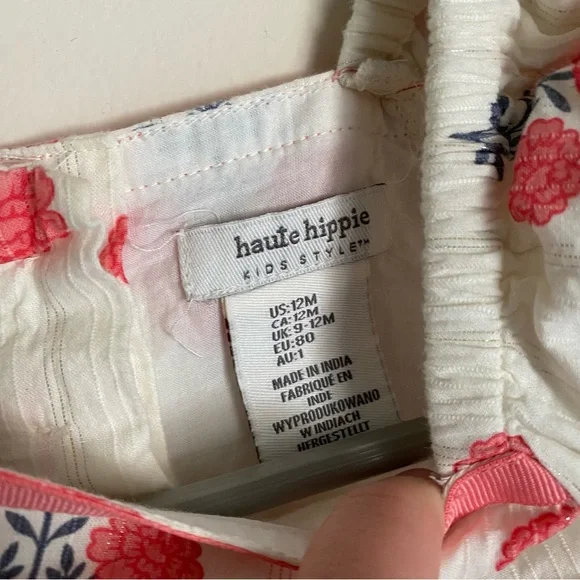 haute hippie
KIDS STYLE™
US:12M
CA:12M
UK: 9-12M
EU:80
AU:1
MADE IN INDIA
FABRIQUÉ EN
INDE
WYPRODUKOWANO
W INDIACH
HERGESTELLT